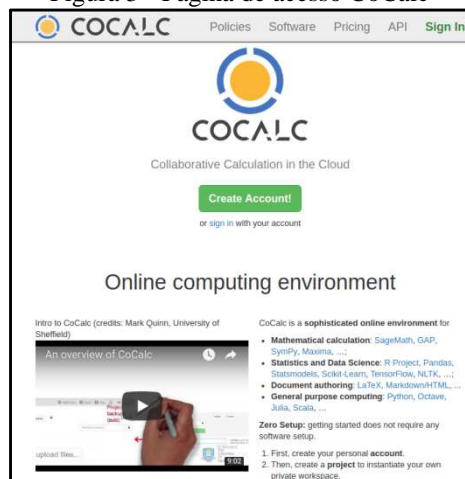 Figura 3 - Página de acesso CoCalc
COCALC Policies Software Pricing API Sign In
COCALC
Collaborative Calculation in the Cloud
Create Account!
or sign in with your account
Online computing environment
Intro to CoCalc (credits: Mark Quinn, University of
Sheffield)
An overview of CoCalc
upload files...
9:02
CoCalc is a sophisticated online environment for
• Mathematical calculation: SageMath, GAP,
SymPy, Maxima, …;
• Statistics and Data Science: R Project, Pandas,
Statsmodels, Scikit-Learn, TensorFlow, NLTK, …;
• Document authoring: LaTeX, Markdown/HTML, ...
• General purpose computing: Python, Octave,
Julia, Scala, …
Zero Setup: getting started does not require any
software setup.
1. First, create your personal account.
2. Then, create a project to instantiate your own
private workspace.